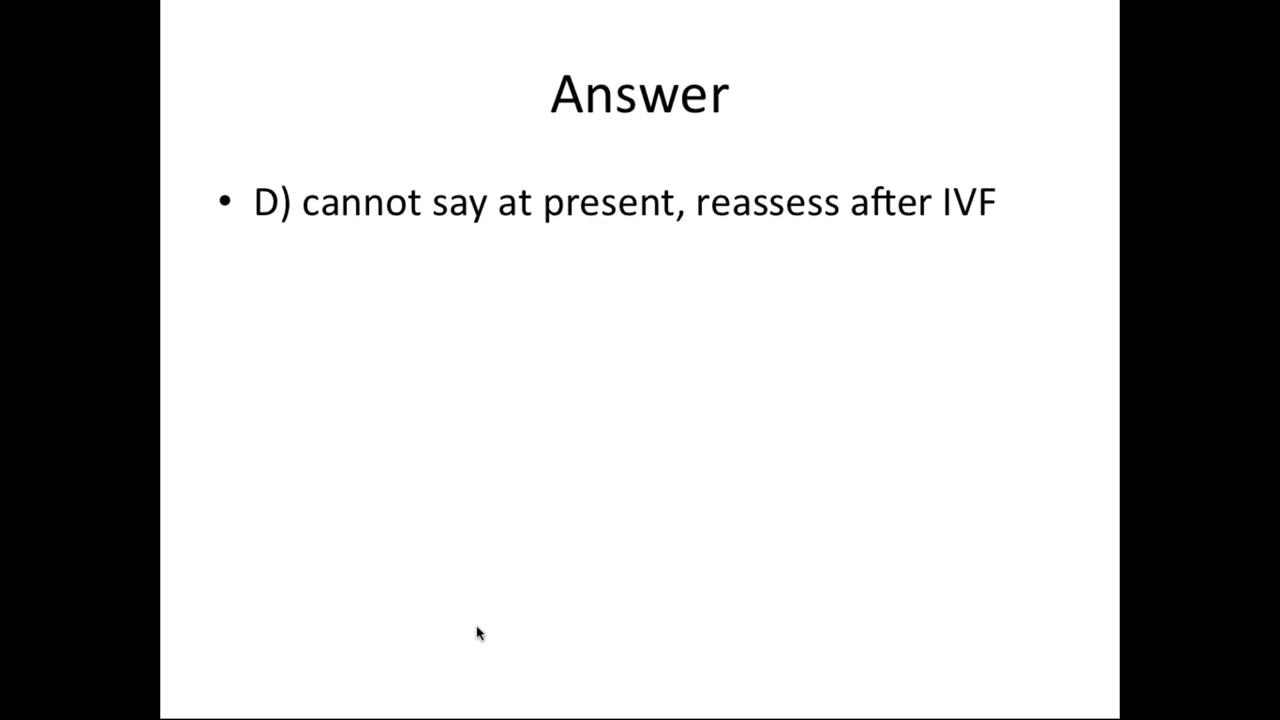 Answer
• D) cannot say at present, reassess after IVF